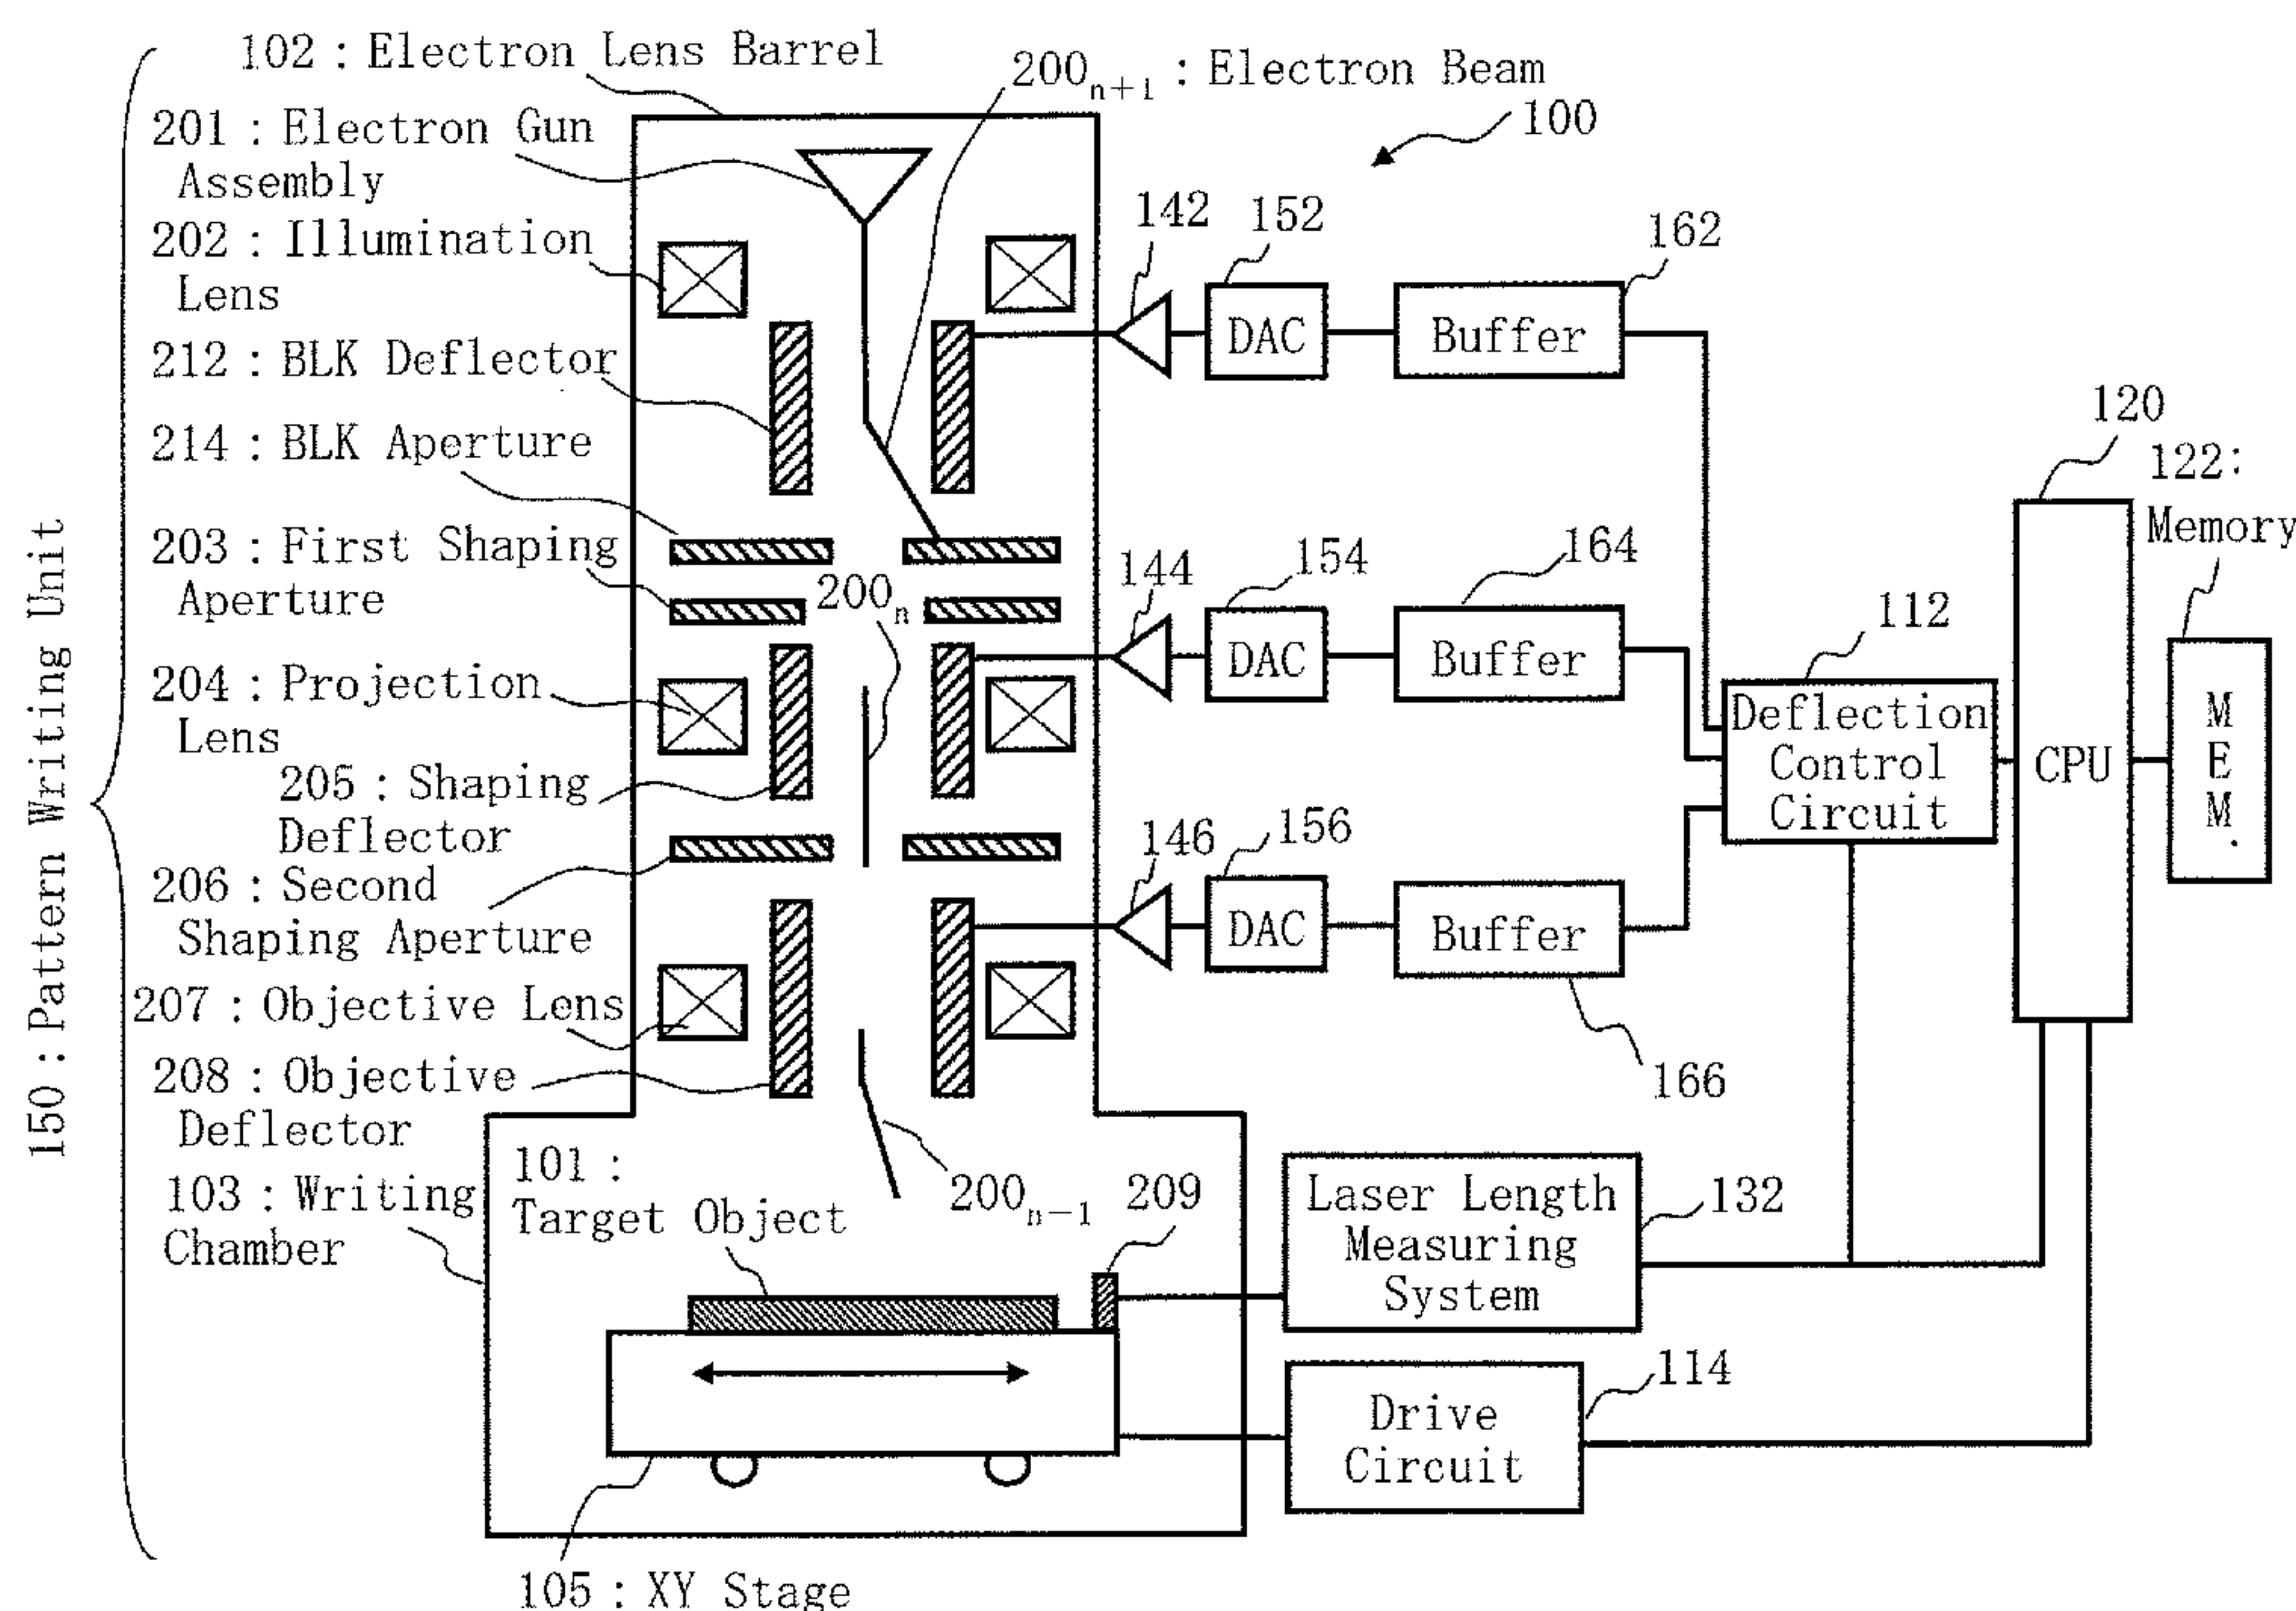 102 : Electron Lens Barrel
200n+1 : Electron Beam
100
201 : Electron Gun
Assembly
202 : Illumination
Lens
212 : BLK Deflector
214 : BLK Aperture
203 : First Shaping
Aperture
204 : Projection
Lens
205 : Shaping
Deflector
206 : Second
Shaping Aperture
207 : Objective Lens
208 : Objective
Deflector
103 : Writing
Chamber
150 : Pattern Writing Unit
101 :
Target Object
105 : XY Stage
200n
200n-1
209
142
152
162
DAC
Buffer
144
154
164
DAC
Buffer
146
156
DAC
Buffer
166
112
Deflection
Control
Circuit
120
CPU
122:
Memory
M
E
M.
Laser Length
Measuring
System
132
Drive
Circuit
114